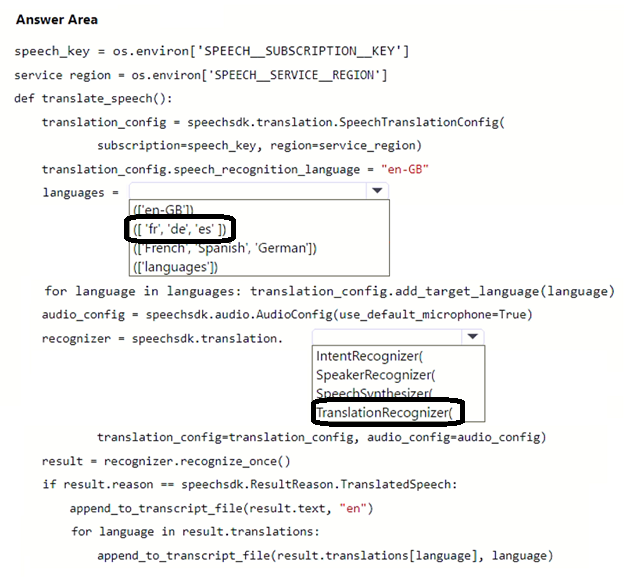 Answer Area
speech_key = os.environ['SPEECH__SUBSCRIPTION__KEY']
service region = os.environ['SPEECH__SERVICE__REGION']
def translate_speech():
translation_config = speechsdk.translation.SpeechTranslationConfig(
subscription=speech_key, region=service_region)
translation_config.speech_recognition_language = "en-GB"
languages =
(['en-GB'])
([ 'fr', 'de', 'es' ])
(['French', 'Spanish', 'German'])
(['languages'])
for language in languages: translation_config.add_target_language(language)
audio_config = speechsdk.audio.AudioConfig(use_default_microphone=True)
recognizer = speechsdk.translation.
IntentRecognizer(
SpeakerRecognizer(
SpeechSynthesizer(
TranslationRecognizer(
translation_config=translation_config, audio_config=audio_config)
result = recognizer.recognize_once()
if result.reason == speechsdk.ResultReason.TranslatedSpeech:
append_to_transcript_file(result.text, "en")
for language in result.translations:
append_to_transcript_file(result.translations[language], language)